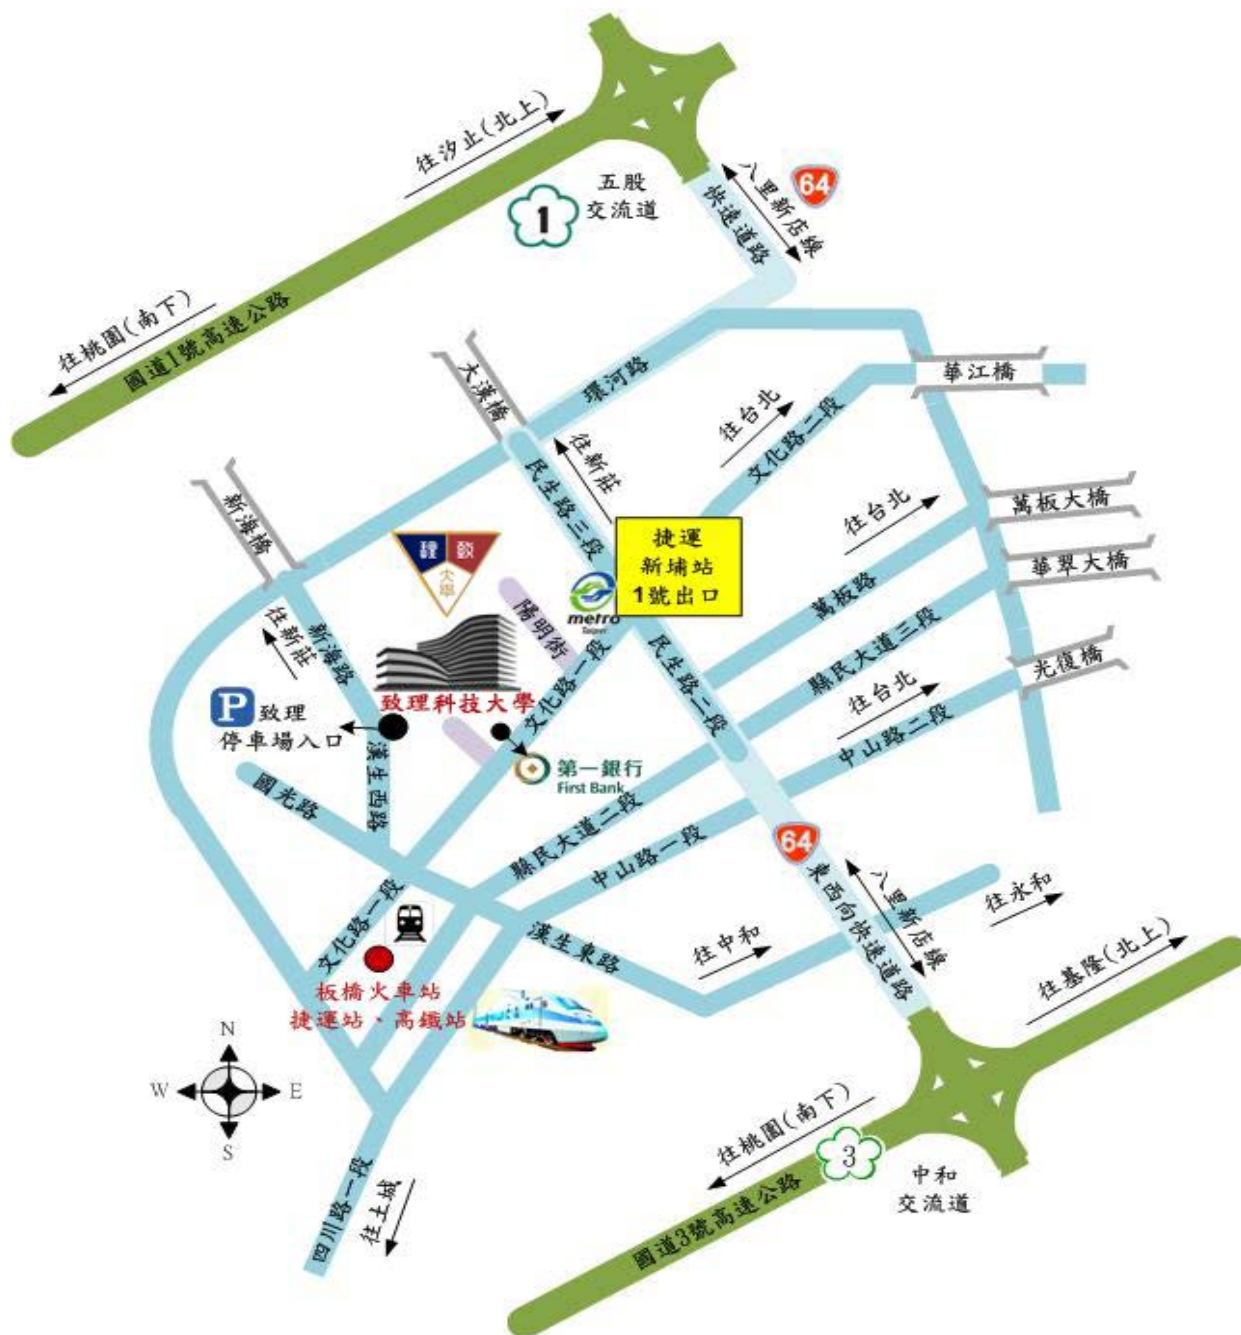 往汐止(北上)
五股
交流道
1
八里新店線
64
快速道路
往桃園(南下)
國道1號高速公路
大漢橋
環河路
華江橋
往台北
文化路二段
往新莊
民生路三段
新海橋
捷運
新埔站
1號出口
往台北
萬板大橋
萬板路
華翠大橋
縣民大道三段
大學
陽明街
metro
Taipei
往新莊
新海路
民生路二段
光復橋
往台北
中山路二段
文化路一段
致理科技大學
P 致理
停車場入口
漢生西路
第一銀行
First Bank
國光路
縣民大道二段
中山路一段
64
東西向快速道路
八里新店線
往永和
文化路一段
漢生東路
往中和
往基隆(北上)
板橋火車站
捷運站、高鐵站
N
W
E
S
往桃園(南下)
3
中和
交流道
國道3號高速公路
四川路一段
往土城